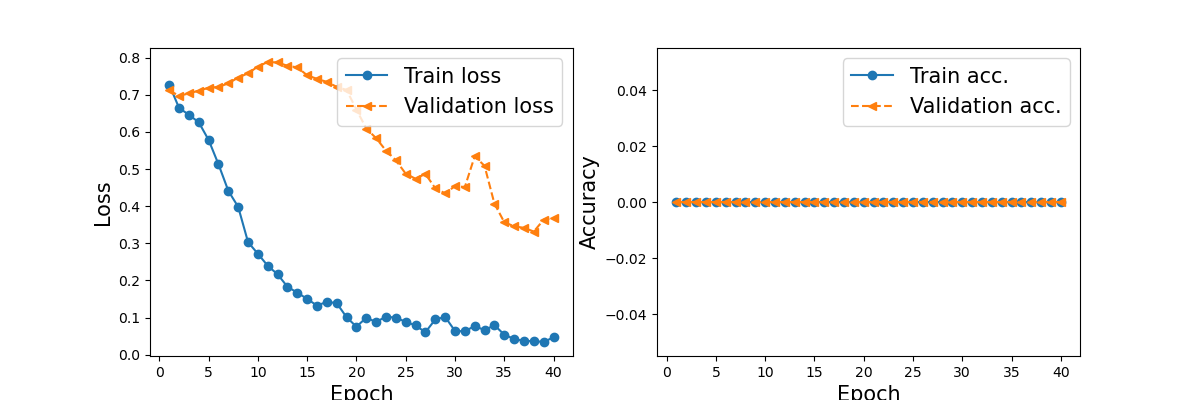 0.8
0.7
0.6
0.5
0.4
0.3
0.2
0.1
0.0
Loss
Train loss
Validation loss
0 5 10 15 20 25 30 35 40
Epoch
0.04
0.02
0.00
−0.02
−0.04
Accuracy
Train acc.
Validation acc.
0 5 10 15 20 25 30 35 40
Epoch